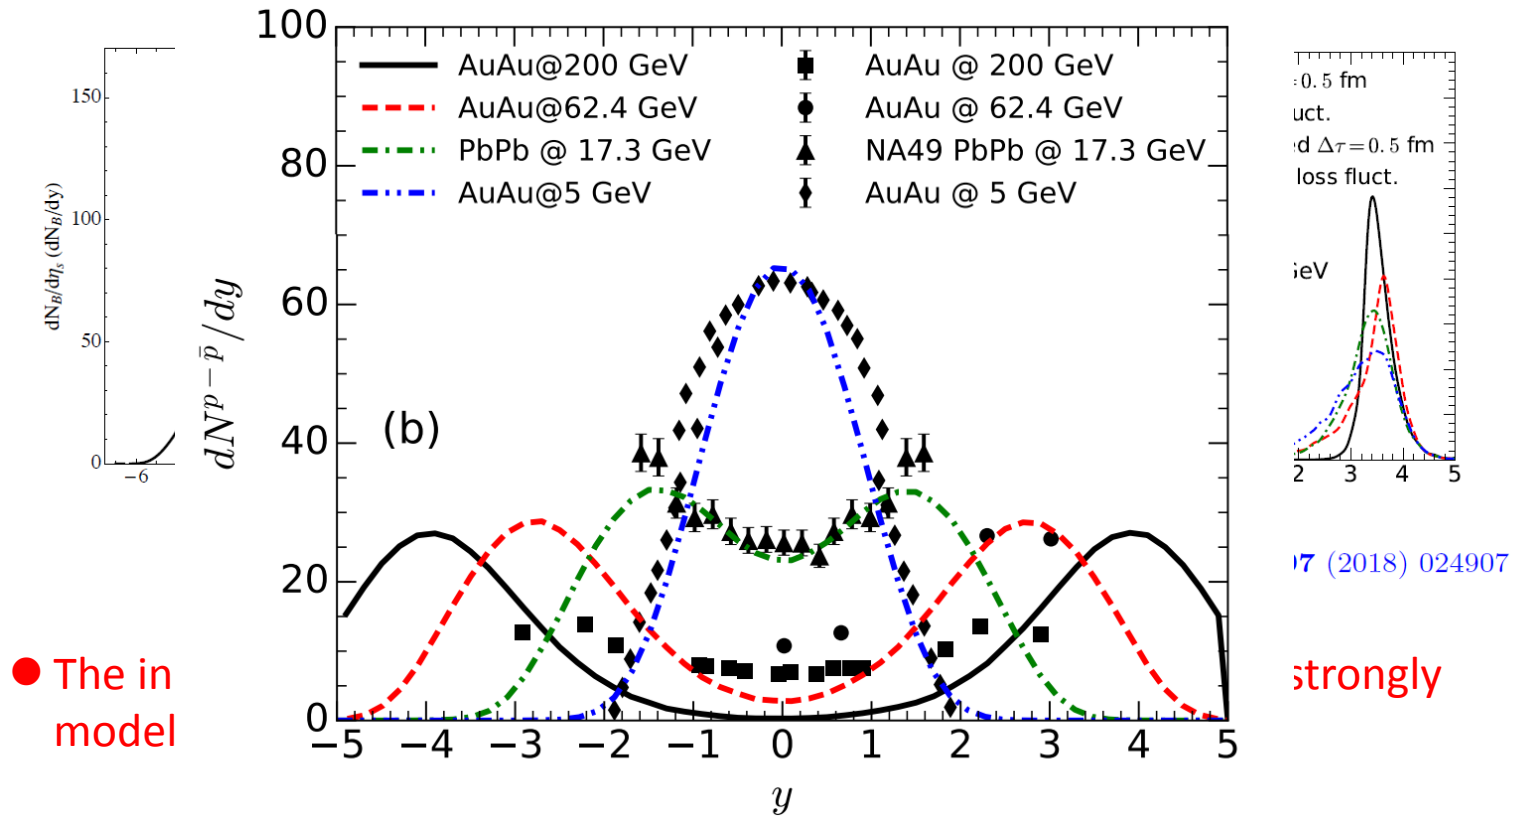 100
80
60
40
20
0
−5 −4 −3 −2 −1 0 1 2 3 4 5
y
dN^{p−p̄}/dy
AuAu@200 GeV
AuAu@62.4 GeV
PbPb @ 17.3 GeV
AuAu@5 GeV
AuAu @ 200 GeV
AuAu @ 62.4 GeV
NA49 PbPb @ 17.3 GeV
AuAu @ 5 GeV
(b)
150
100
50
0
−6
dN_B/dη_s (dN_B/dy)
0.5 fm
uct.
d Δτ=0.5 fm
loss fluct.
GeV
2 3 4 5
7 (2018) 024907
● The in
model
strongly